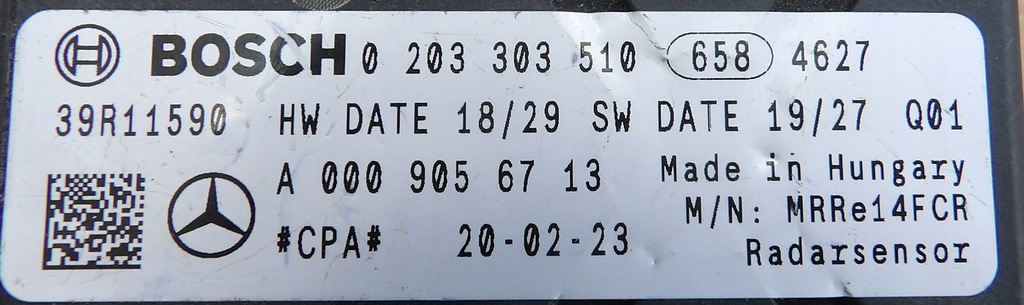 BOSCH 0 203 303 510 658 4627
39R11590 HW DATE 18/29 SW DATE 19/27 Q01
A 000 905 67 13 Made in Hungary
M/N: MRRe14FCR
#CPA# 20-02-23 Radarsensor